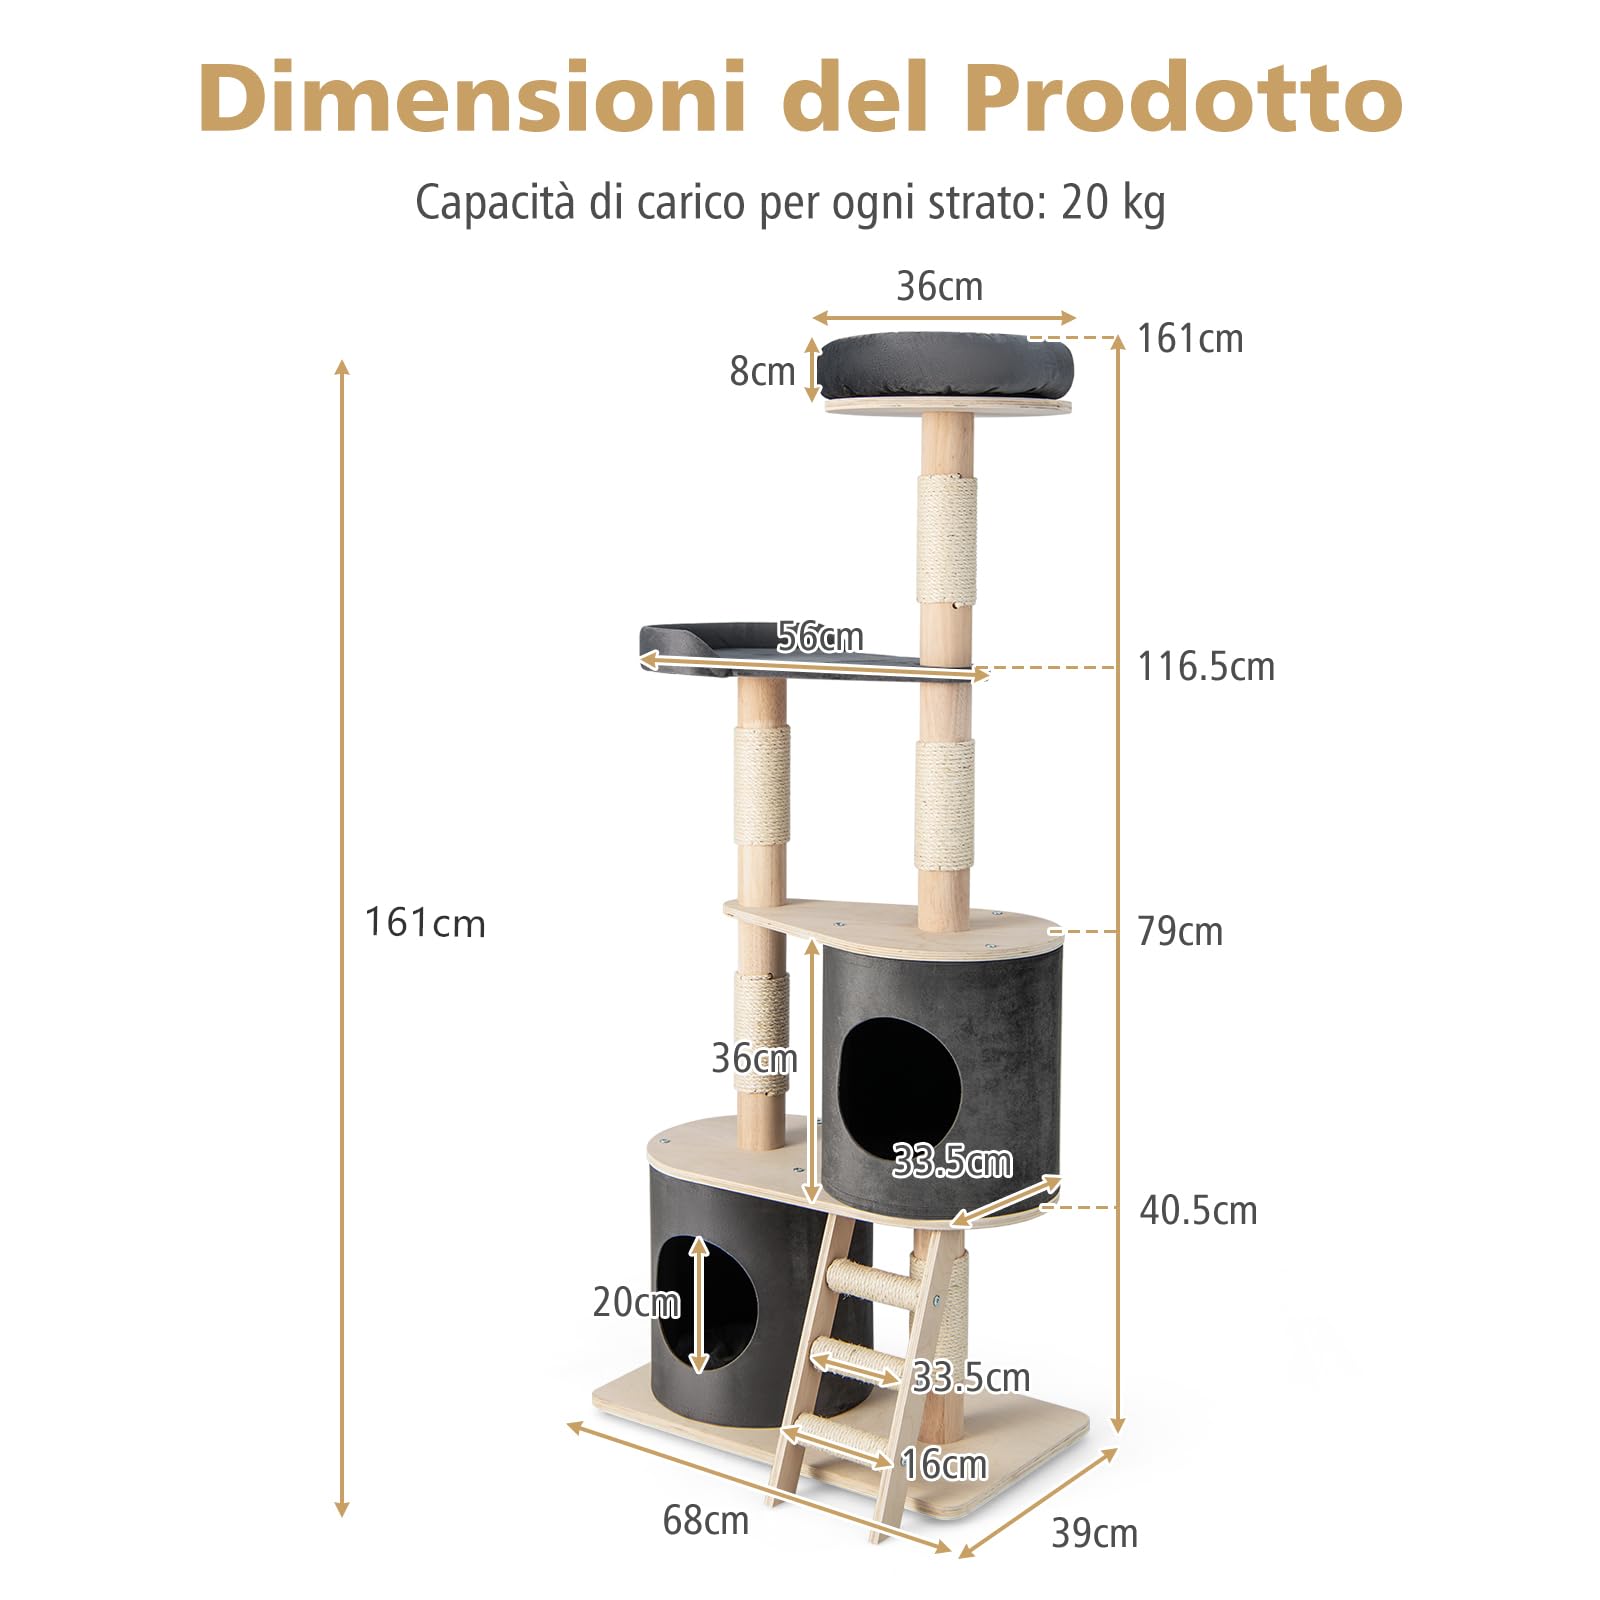 Dimensioni del Prodotto
Capacità di carico per ogni strato: 20 kg
36cm
161cm
8cm
56cm
116.5cm
161cm
79cm
36cm
33.5cm
40.5cm
20cm
33.5cm
16cm
68cm
39cm